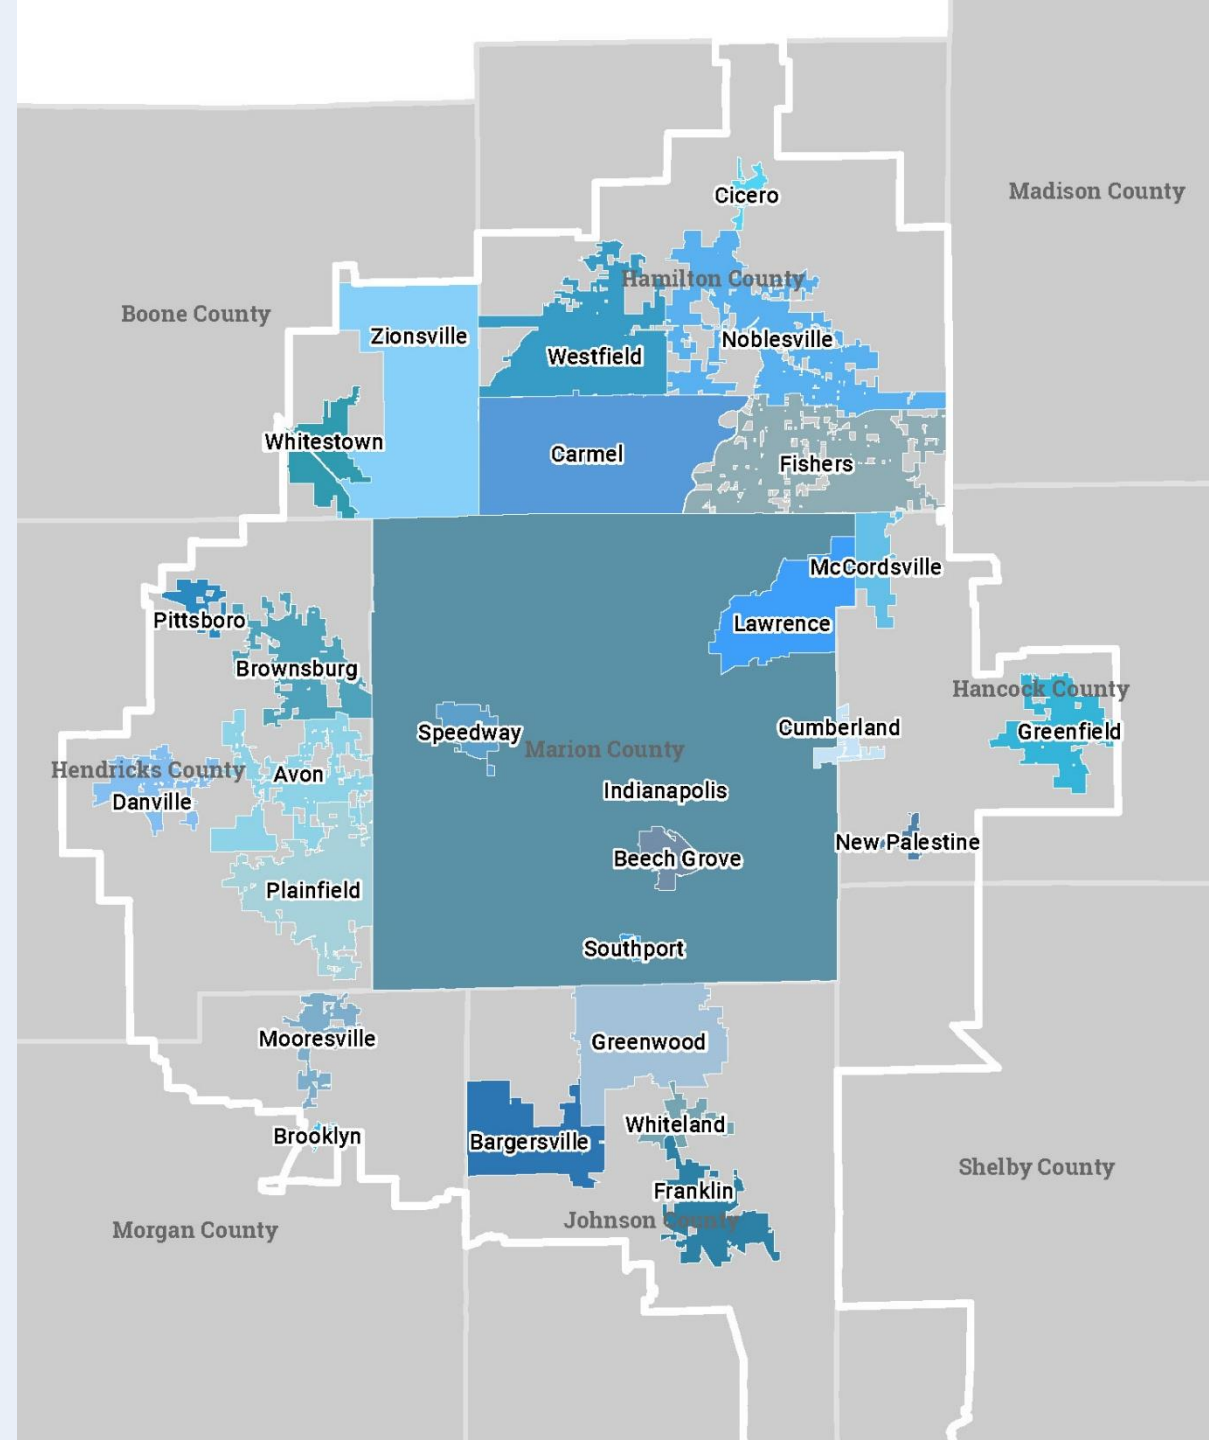 Madison County
Cicero
Hamilton County
Boone County
Zionsville
Noblesville
Westfield
Whitestown
Carmel
Fishers
McCordsville
Pittsboro
Lawrence
Brownsburg
Hancock County
Speedway
Cumberland
Greenfield
Marion County
Hendricks County
Avon
Indianapolis
Danville
New Palestine
Beech Grove
Plainfield
Southport
Mooresville
Greenwood
Whiteland
Brooklyn
Bargersville
Shelby County
Franklin
Johnson County
Morgan County